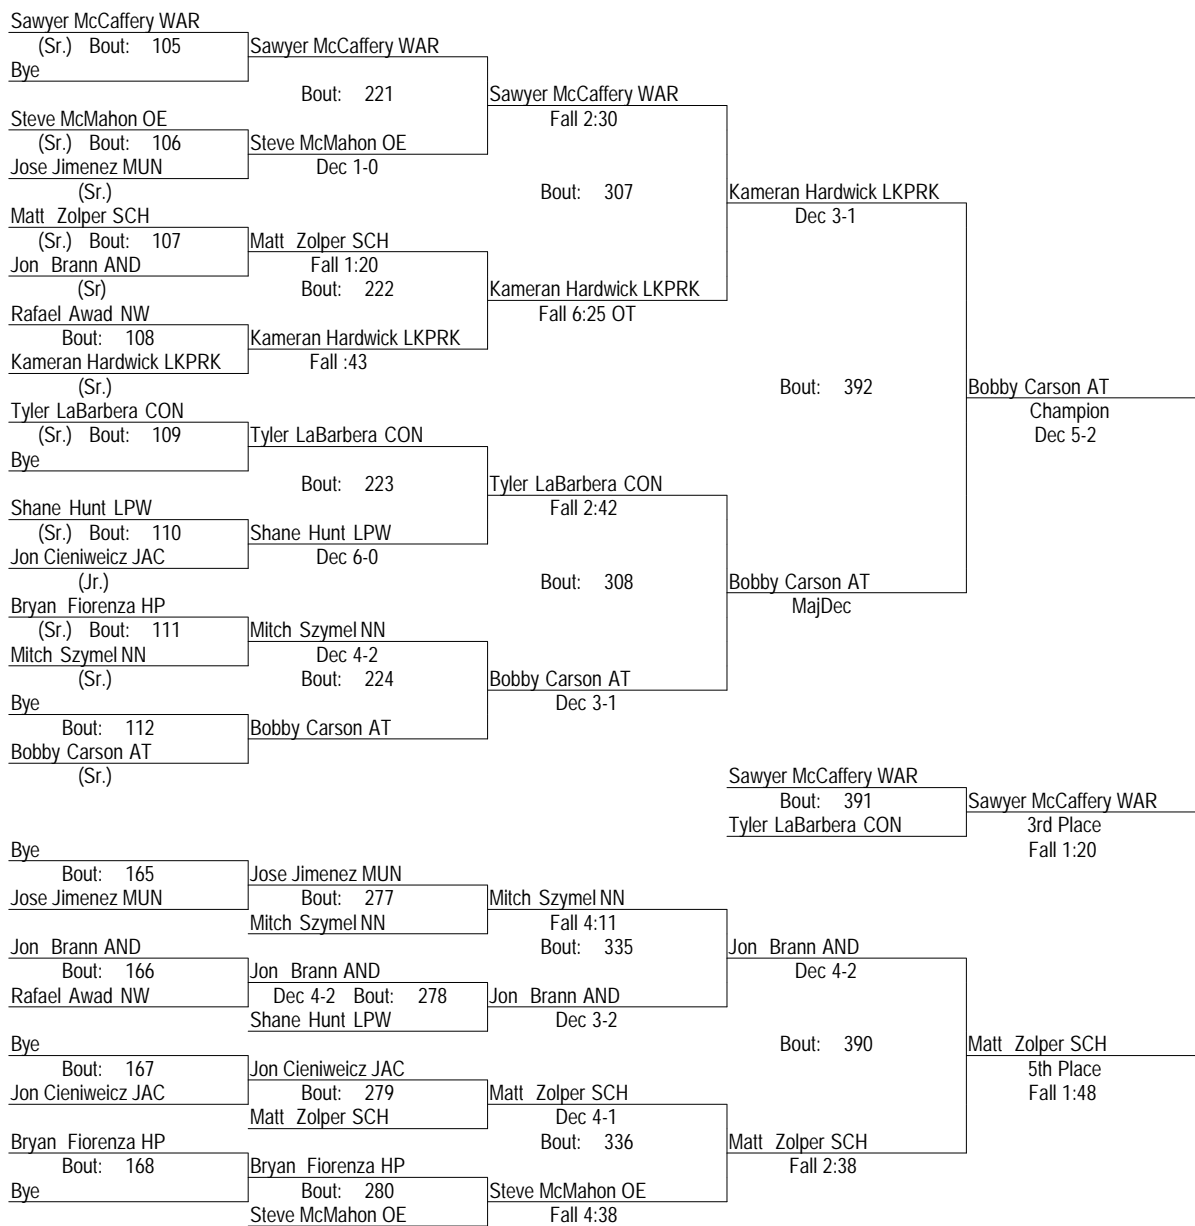 Sawyer McCaffery WAR
(Sr.) Bout: 105 Sawyer McCaffery WAR
Bye
Bout: 221 Sawyer McCaffery WAR
Steve McMahon OE Fall 2:30
(Sr.) Bout: 106 Steve McMahon OE
Jose Jimenez MUN Dec 1-0
(Sr.) Bout: 307 Kameran Hardwick LKPRK
Matt Zolper SCH Dec 3-1
(Sr.) Bout: 107 Matt Zolper SCH
Jon Brann AND Fall 1:20
(Sr) Bout: 222 Kameran Hardwick LKPRK
Rafael Awad NW Fall 6:25 OT
Bout: 108 Kameran Hardwick LKPRK
Kameran Hardwick LKPRK Fall :43
(Sr.) Bout: 392 Bobby Carson AT
Tyler LaBarbera CON Champion
(Sr.) Bout: 109 Tyler LaBarbera CON Dec 5-2
Bye
Bout: 223 Tyler LaBarbera CON
Shane Hunt LPW Fall 2:42
(Sr.) Bout: 110 Shane Hunt LPW
Jon Cieniweicz JAC Dec 6-0
(Jr.) Bout: 308 Bobby Carson AT
Bryan Fiorenza HP MajDec
(Sr.) Bout: 111 Mitch Szymel NN
Mitch Szymel NN Dec 4-2
(Sr.) Bout: 224 Bobby Carson AT
Bye Dec 3-1
Bout: 112 Bobby Carson AT
Bobby Carson AT
(Sr.) Sawyer McCaffery WAR
Bout: 391 Sawyer McCaffery WAR
Tyler LaBarbera CON 3rd Place
Bye Fall 1:20
Bout: 165 Jose Jimenez MUN
Jose Jimenez MUN Bout: 277 Mitch Szymel NN
Mitch Szymel NN Fall 4:11
Jon Brann AND Bout: 335 Jon Brann AND
Bout: 166 Jon Brann AND Dec 4-2
Rafael Awad NW Dec 4-2 Bout: 278 Jon Brann AND
Shane Hunt LPW Dec 3-2
Bye Bout: 390 Matt Zolper SCH
Bout: 167 Jon Cieniweicz JAC 5th Place
Jon Cieniweicz JAC Bout: 279 Matt Zolper SCH Fall 1:48
Matt Zolper SCH Dec 4-1
Bryan Fiorenza HP Bout: 336 Matt Zolper SCH
Bout: 168 Bryan Fiorenza HP Fall 2:38
Bye Bout: 280 Steve McMahon OE
Steve McMahon OE Fall 4:38